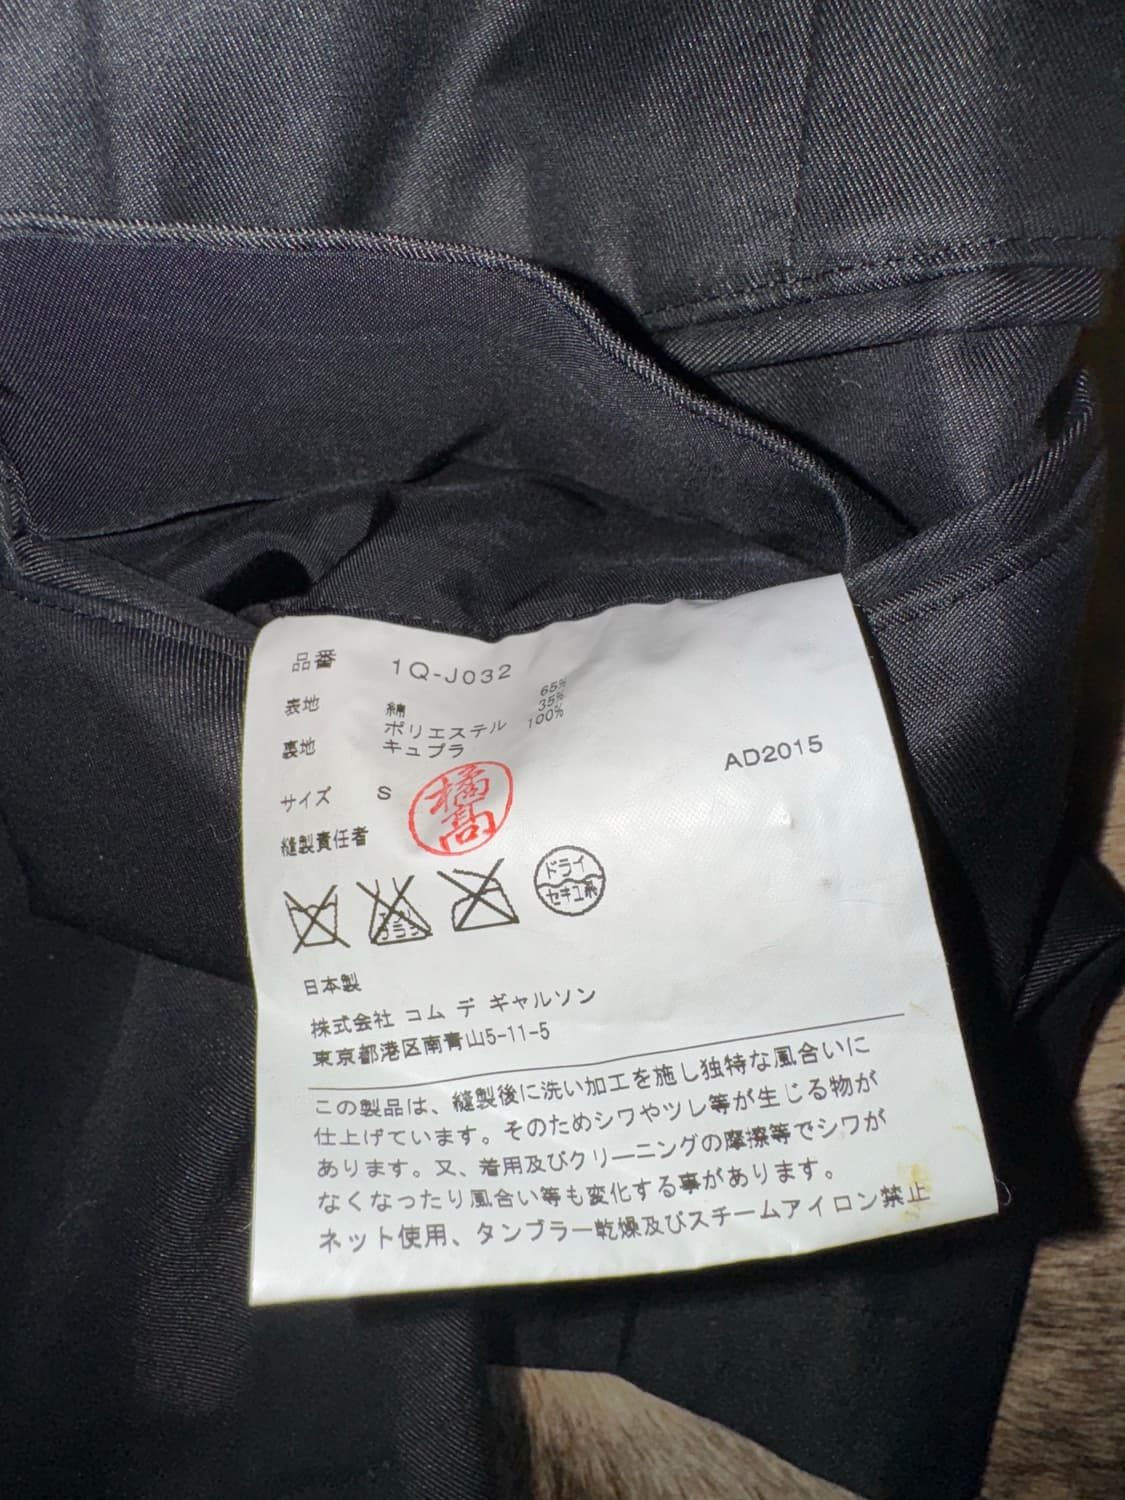 品番 1Q-J032
表地 綿 65%
ポリエステル 35%
裏地 キュプラ 100%
サイズ S
AD2015
縫製責任者 橘高
エンソ
サラシ
ドライ
セキユ系
日本製
株式会社 コム デ ギャルソン
東京都港区南青山5-11-5
この製品は、縫製後に洗い加工を施し独特な風合いに
仕上げています。そのためシワやツレ等が生じる物が
あります。又、着用及びクリーニングの摩擦等でシワが
なくなったり風合い等も変化する事があります。
ネット使用、タンブラー乾燥及びスチームアイロン禁止